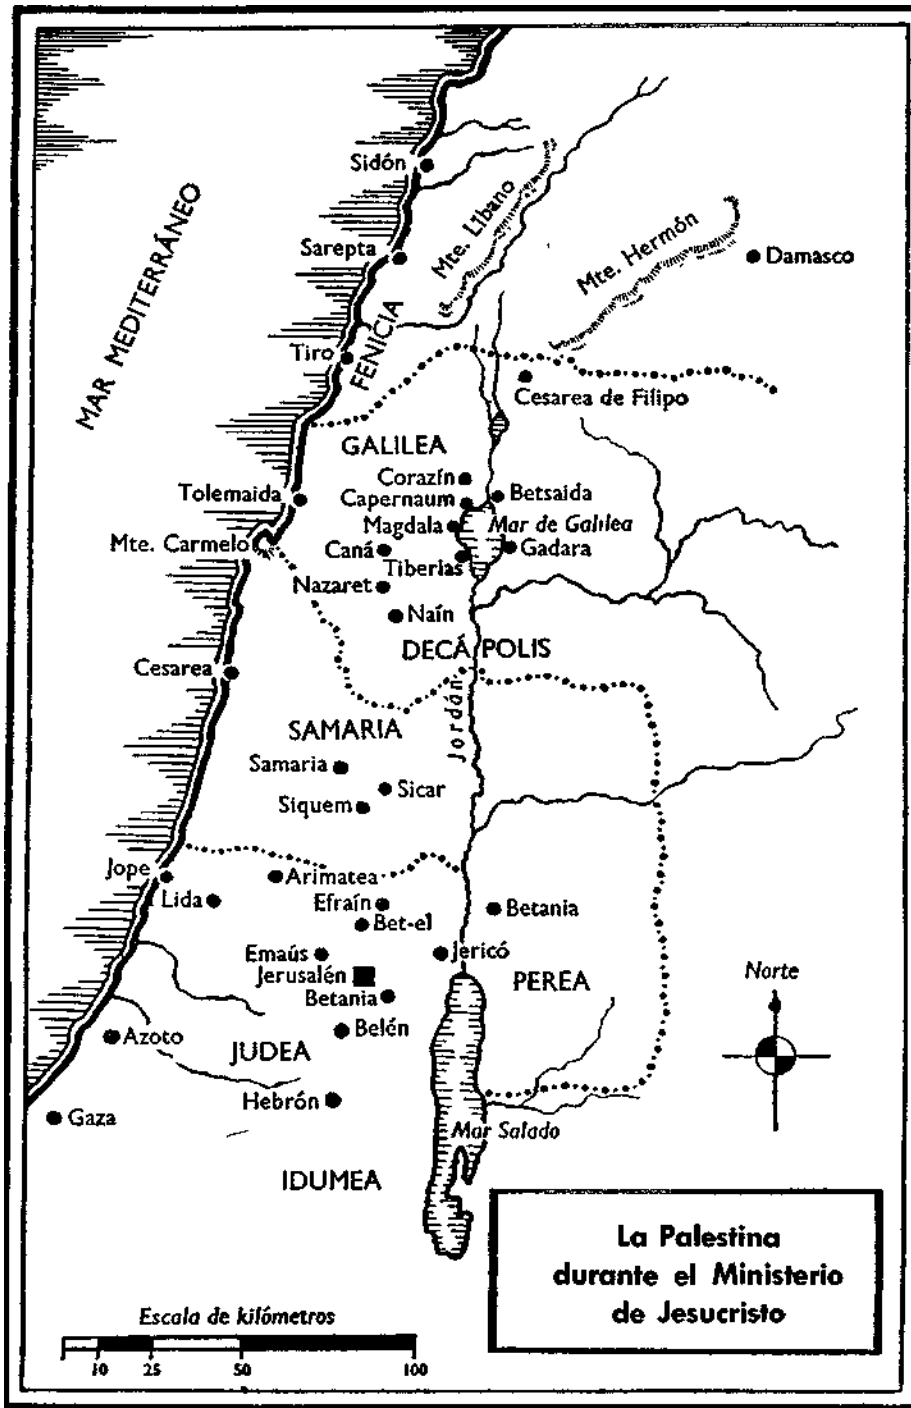 Sidón
Mte. Líbano
MAR MEDITERRÁNEO
Sarepta
Mte. Hermón
Damasco
FENICIA
Tiro
Cesarea de Filipo
GALILEA
Corazín
Tolemaida
Capernaum
Betsaida
Magdala
Mar de Galilea
Mte. Carmelo
Caná
Tiberias
Gadara
Nazaret
Naín
DECÁPOLIS
Cesarea
Jordán
SAMARIA
Samaria
Sicar
Siquem
Jope
Arimatea
Lida
Efraín
Betania
Bet-el
Emaús
Jericó
Jerusalén
PEREA
Norte
Betania
Azoto
Belén
JUDEA
Hebrón
Gaza
Mar Salado
IDUMEA
La Palestina
durante el Ministerio
de Jesucristo
Escala de kilómetros
10 25 50 100